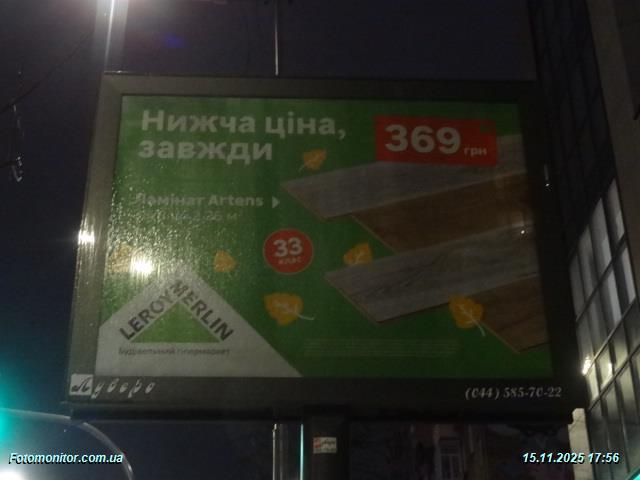 Нижча ціна,
завжди
369 грн
Ламінат Artens
33
клас
LEROY MERLIN
Будівельний гіпермаркет
Лудере
(044) 585-70-22
Fotomonitor.com.ua
15.11.2025 17:56